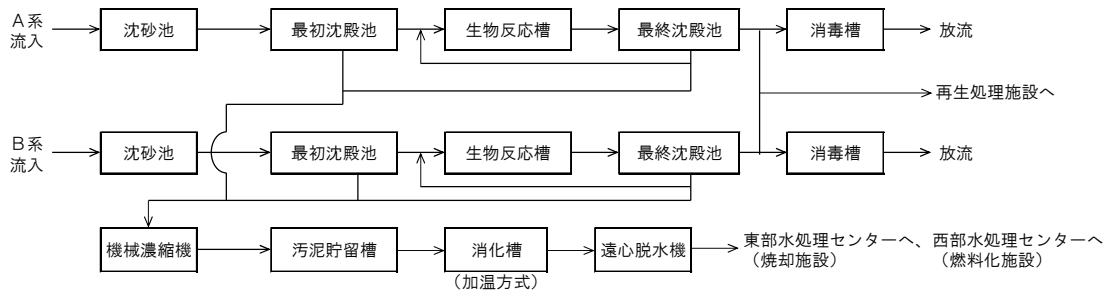 A系
流入
沈砂池
最初沈殿池
生物反応槽
最終沈殿池
消毒槽
放流
再生処理施設へ
B系
流入
沈砂池
最初沈殿池
生物反応槽
最終沈殿池
消毒槽
放流
機械濃縮機
汚泥貯留槽
消化槽
(加温方式)
遠心脱水機
東部水処理センターへ、西部水処理センターへ
(焼却施設) (燃料化施設)